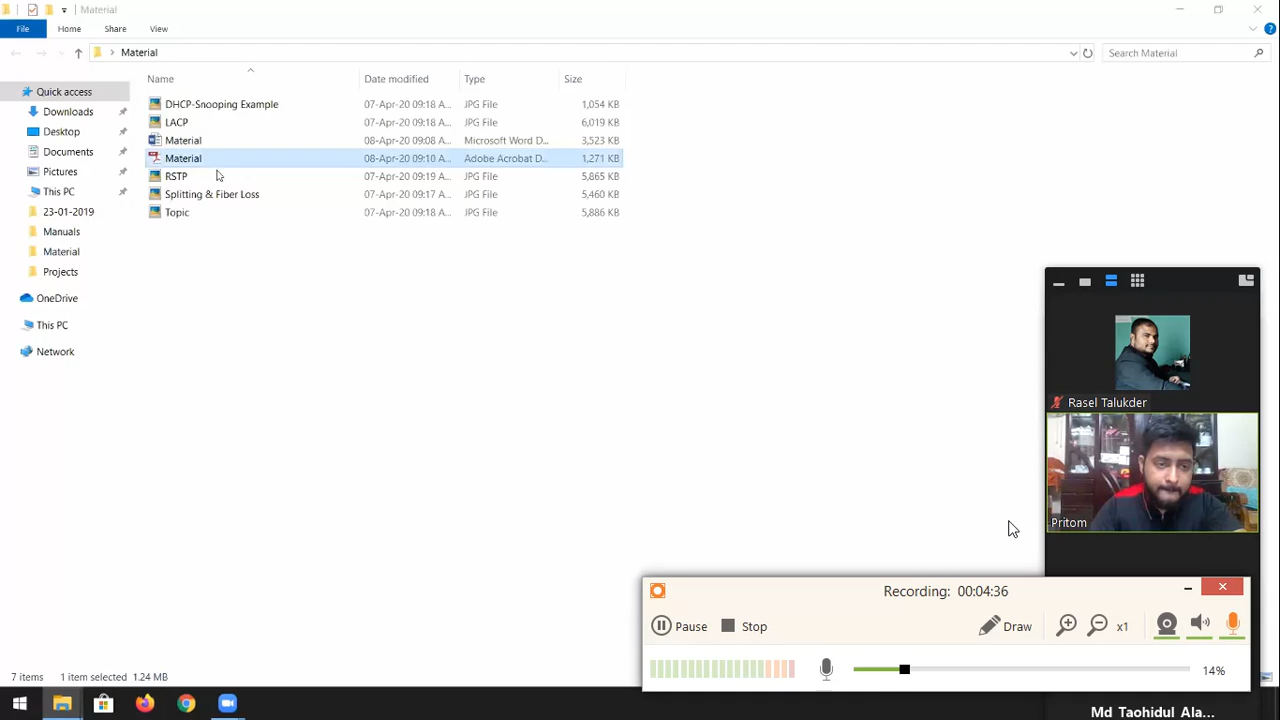 Material
File Home Share View
Material
Search Material
Name Date modified Type Size
Quick access
Downloads
Desktop
Documents
Pictures
This PC
23-01-2019
Manuals
Material
Projects
OneDrive
This PC
Network
DHCP-Snooping Example 07-Apr-20 09:18 A... JPG File 1,054 KB
LACP 07-Apr-20 09:18 A... JPG File 6,019 KB
Material 08-Apr-20 09:08 A... Microsoft Word D... 3,523 KB
Material 08-Apr-20 09:10 A... Adobe Acrobat D... 1,271 KB
RSTP 07-Apr-20 09:19 A... JPG File 5,865 KB
Splitting & Fiber Loss 07-Apr-20 09:17 A... JPG File 5,460 KB
Topic 07-Apr-20 09:18 A... JPG File 5,886 KB
Rasel Talukder
Pritom
Recording: 00:04:36
Pause Stop Draw x1
14%
7 items 1 item selected 1.24 MB
Md Taohidul Ala...